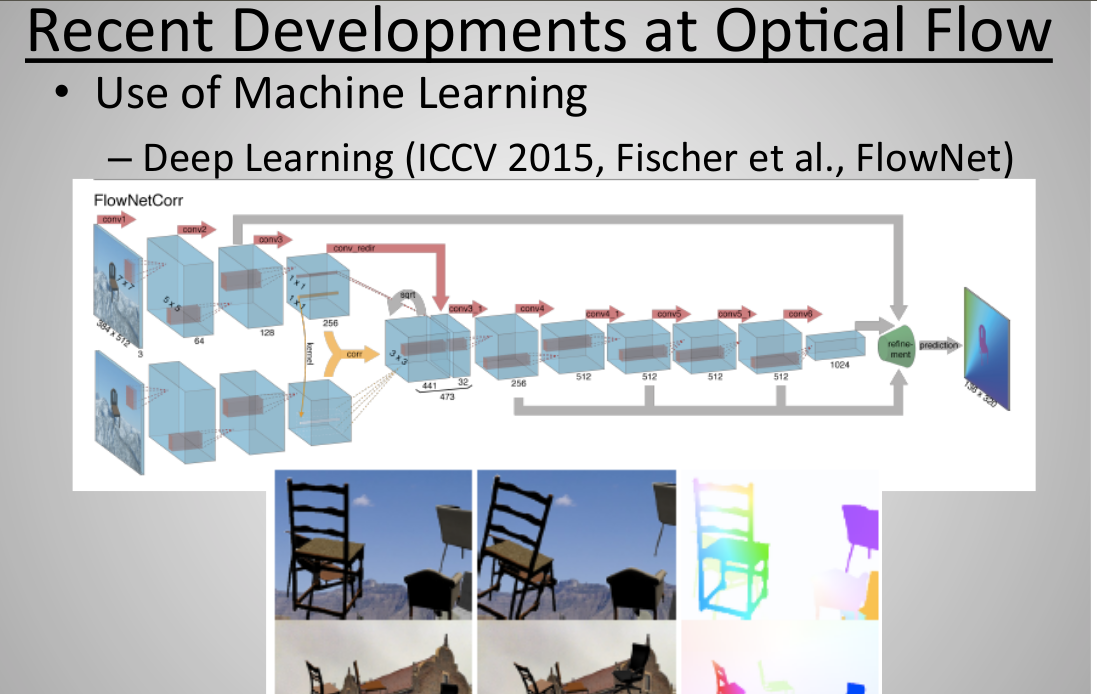 Recent Developments at Optical Flow
• Use of Machine Learning
– Deep Learning (ICCV 2015, Fischer et al., FlowNet)
FlowNetCorr
conv1
conv2
conv3
conv_redir
7 x 7
5 x 5
1 x 1
1 x 1
384 x 512
3
64
128
256
kernel
corr
sqrt
3 x 3
conv3_1
conv4
conv4_1
conv5
conv5_1
conv6
441
32
473
256
512
512
512
512
1024
refine-
ment
prediction
136 x 320